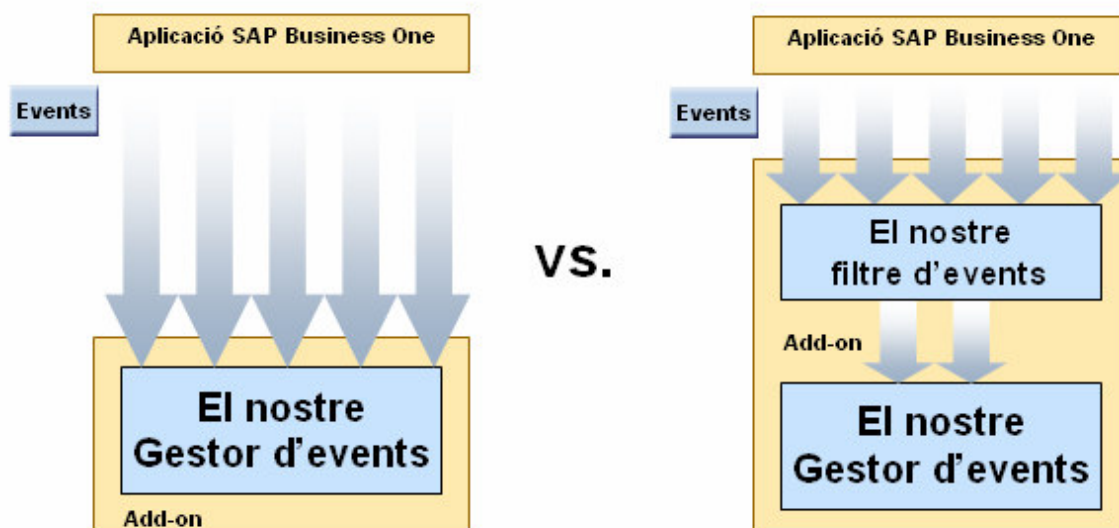 Aplicació SAP Business One
Events
El nostre
Gestor d'events
Add-on
vs.
Aplicació SAP Business One
Events
El nostre
filtre d'events
Add-on
El nostre
Gestor d'events